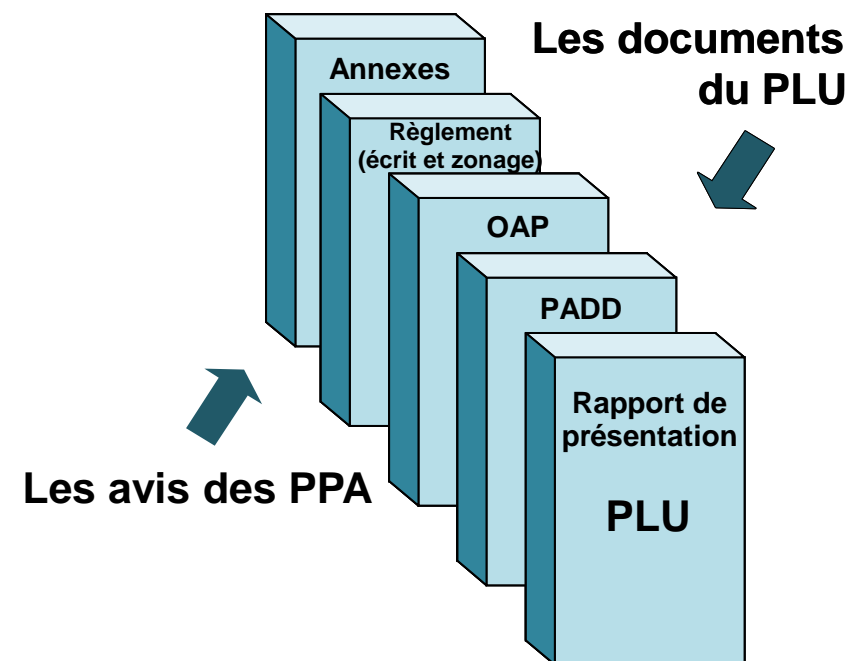 Les documents
du PLU
Annexes
Règlement
(écrit et zonage)
OAP
PADD
Rapport de
présentation
PLU
Les avis des PPA